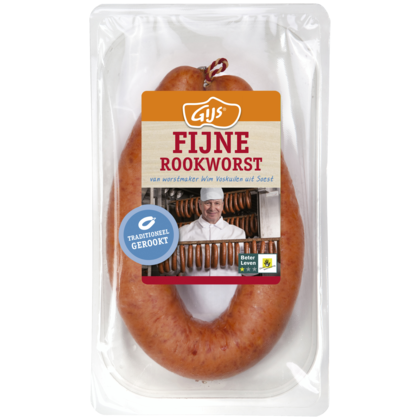 Gijs
FIJNE
ROOKWORST
van worstmaker Wim Voskuilen uit Soest
TRADITIONEEL
GEROOKT
Beter
Leven